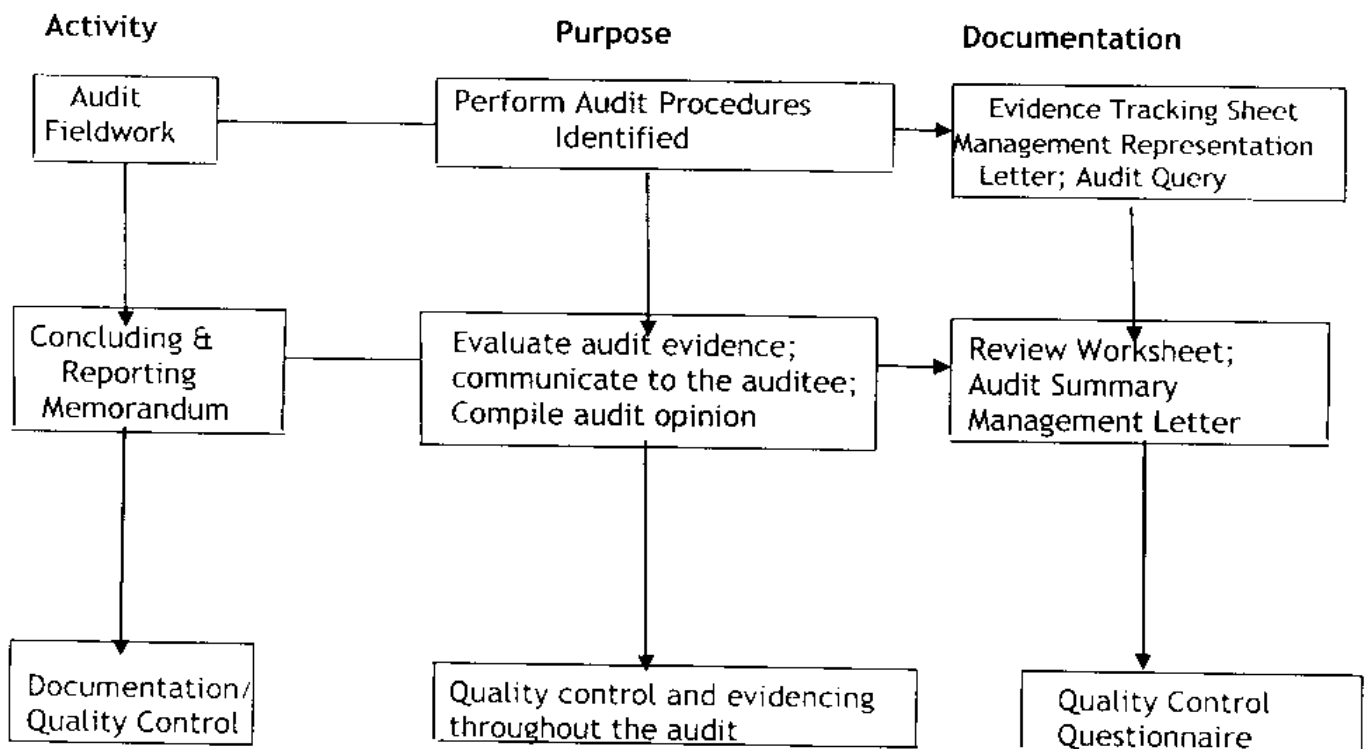 Activity
Purpose
Documentation
Audit
Fieldwork
Perform Audit Procedures
Identified
Evidence Tracking Sheet
Management Representation
Letter; Audit Query
Concluding &
Reporting
Memorandum
Evaluate audit evidence;
communicate to the auditee;
Compile audit opinion
Review Worksheet;
Audit Summary
Management Letter
Documentation/
Quality Control
Quality control and evidencing
throughout the audit
Quality Control
Questionnaire